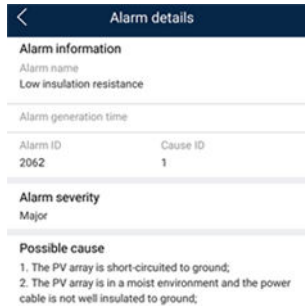 Alarm details
Alarm information
Alarm name
Low insulation resistance
Alarm generation time
Alarm ID Cause ID
2062 1
Alarm severity
Major
Possible cause
1. The PV array is short-circuited to ground;
2. The PV array is in a moist environment and the power
cable is not well insulated to ground;